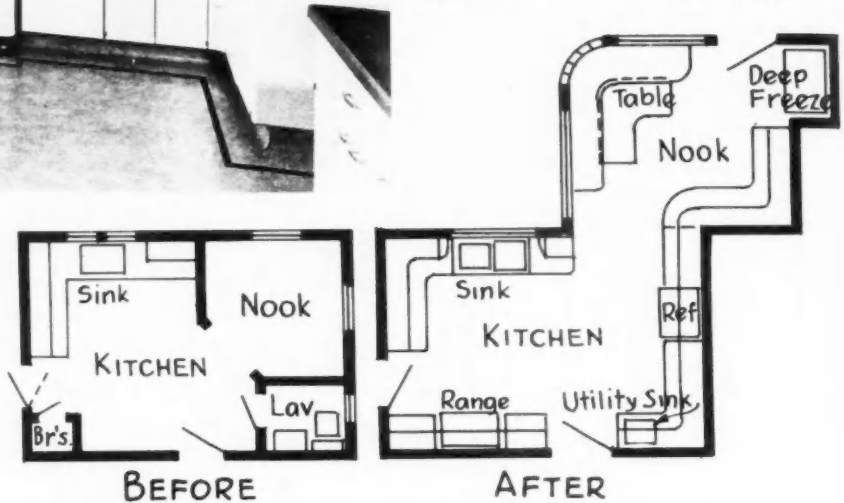 Sink
Nook
KITCHEN
Lav
Br's.
BEFORE
Deep
Freeze
Table
Nook
Sink
Ref
KITCHEN
Range
Utility Sink
AFTER